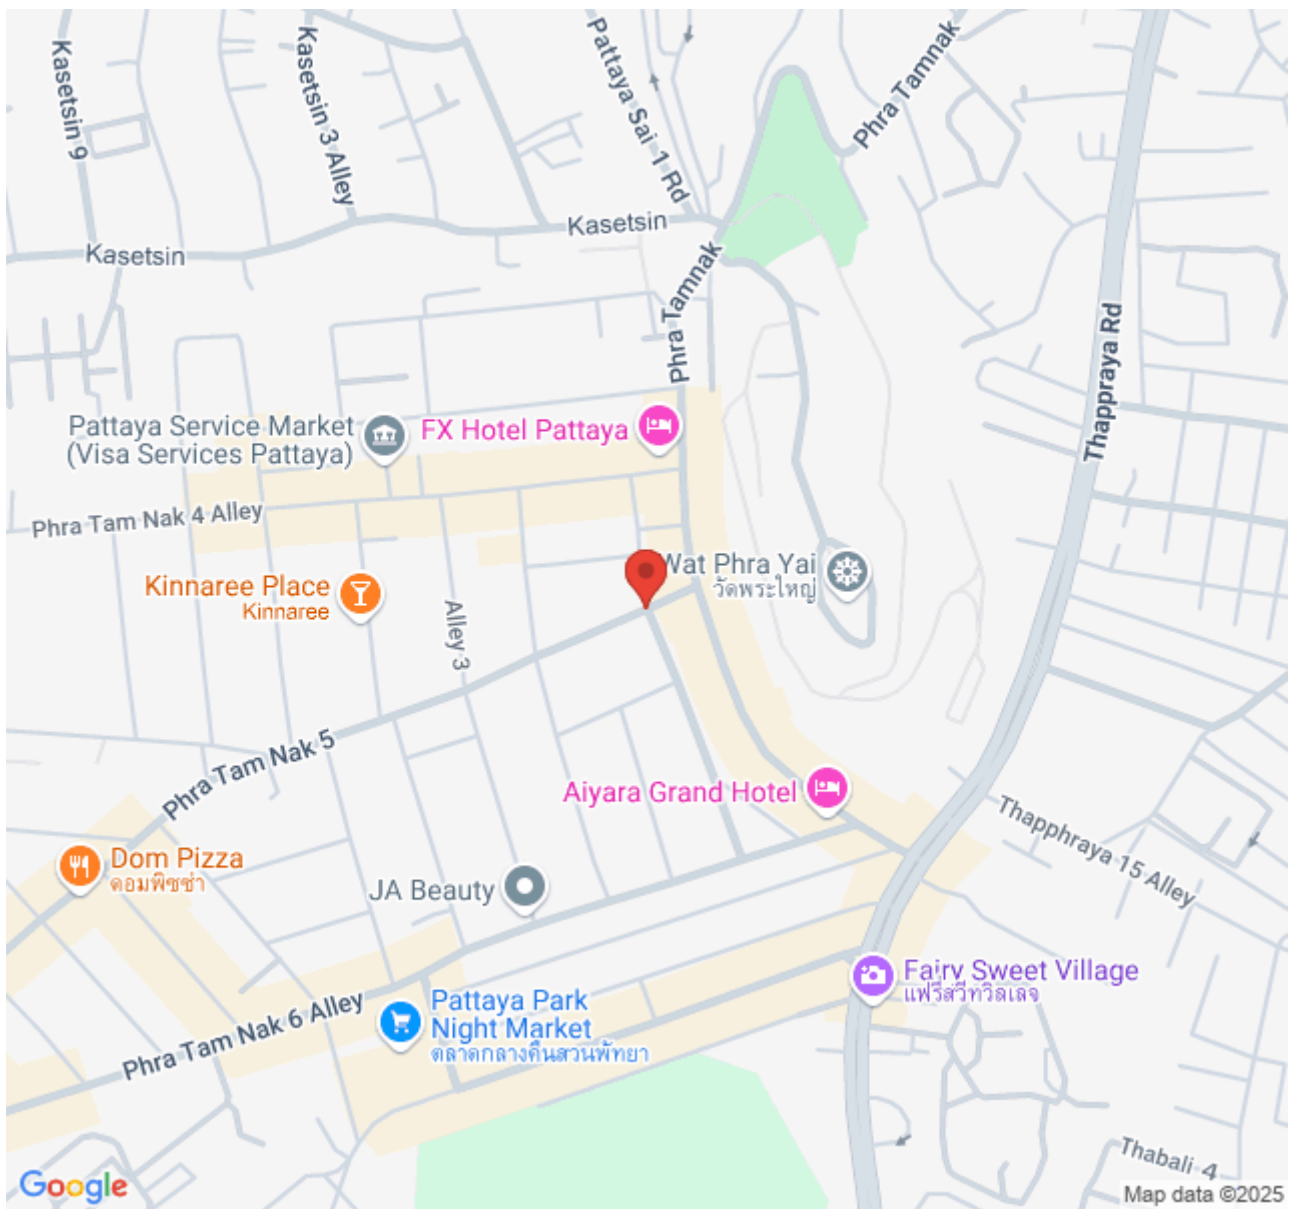 Kasetsin 9
Kasetsin 3 Alley
Pattaya Sai 1 Rd
Phra Tamnak
Kasetsin
Kasetsin
Phra Tamnak
Thappraya Rd
Pattaya Service Market
(Visa Services Pattaya)
FX Hotel Pattaya
Phra Tam Nak 4 Alley
Wat Phra Yai
วัดพระใหญ่
Kinnaree Place
Kinnaree
Alley 3
Phra Tam Nak 5
Aiyara Grand Hotel
Thapphraya 15 Alley
Dom Pizza
ดอมพิซซ่า
JA Beauty
Fairy Sweet Village
แฟรี่สวีทวิลเลจ
Pattaya Park
Night Market
ตลาดกลางคืนสวนพัทยา
Phra Tam Nak 6 Alley
Thabali 4
Google
Map data ©2025